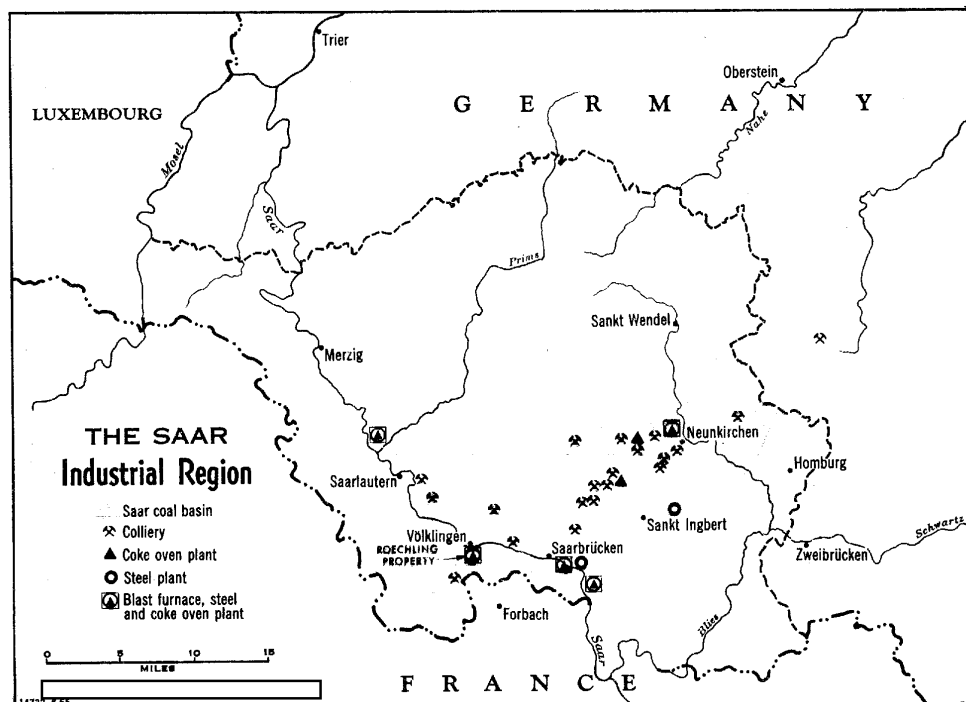 Trier
Oberstein
LUXEMBOURG
GERMANY
Nahe
Mosel
Saar
Prims
Sankt Wendel
Merzig
THE SAAR
Industrial Region
Neunkirchen
Homburg
Saarlautern
Saar coal basin
Colliery
Coke oven plant
Steel plant
Blast furnace, steel
and coke oven plant
Sankt Ingbert
Schwartz
Völklingen
ROECHLING
PROPERTY
Saarbrücken
Zweibrücken
Forbach
Blies
Saar
0 5 10 15
MILES
FRANCE